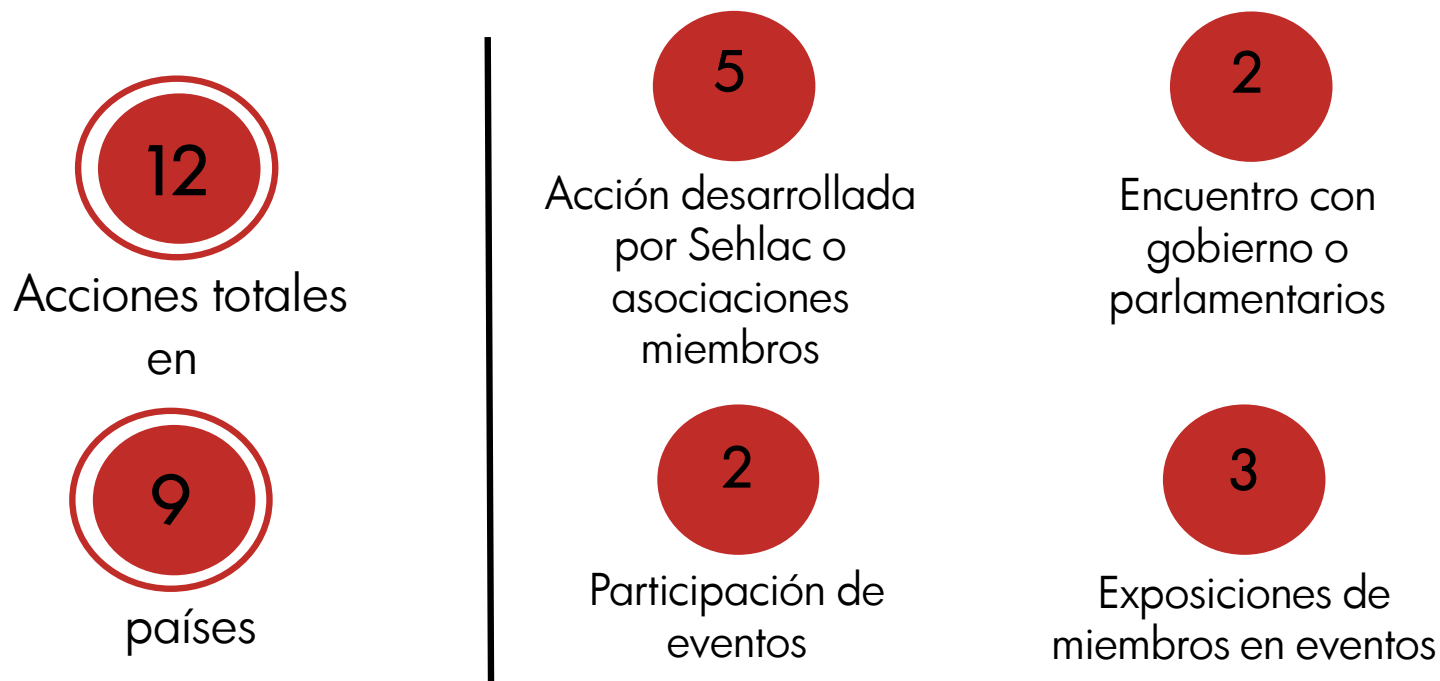 12
Acciones totales
en
9
países
5
Acción desarrollada
por Sehlac o
asociaciones
miembros
2
Encuentro con
gobierno o
parlamentarios
2
Participación de
eventos
3
Exposiciones de
miembros en eventos